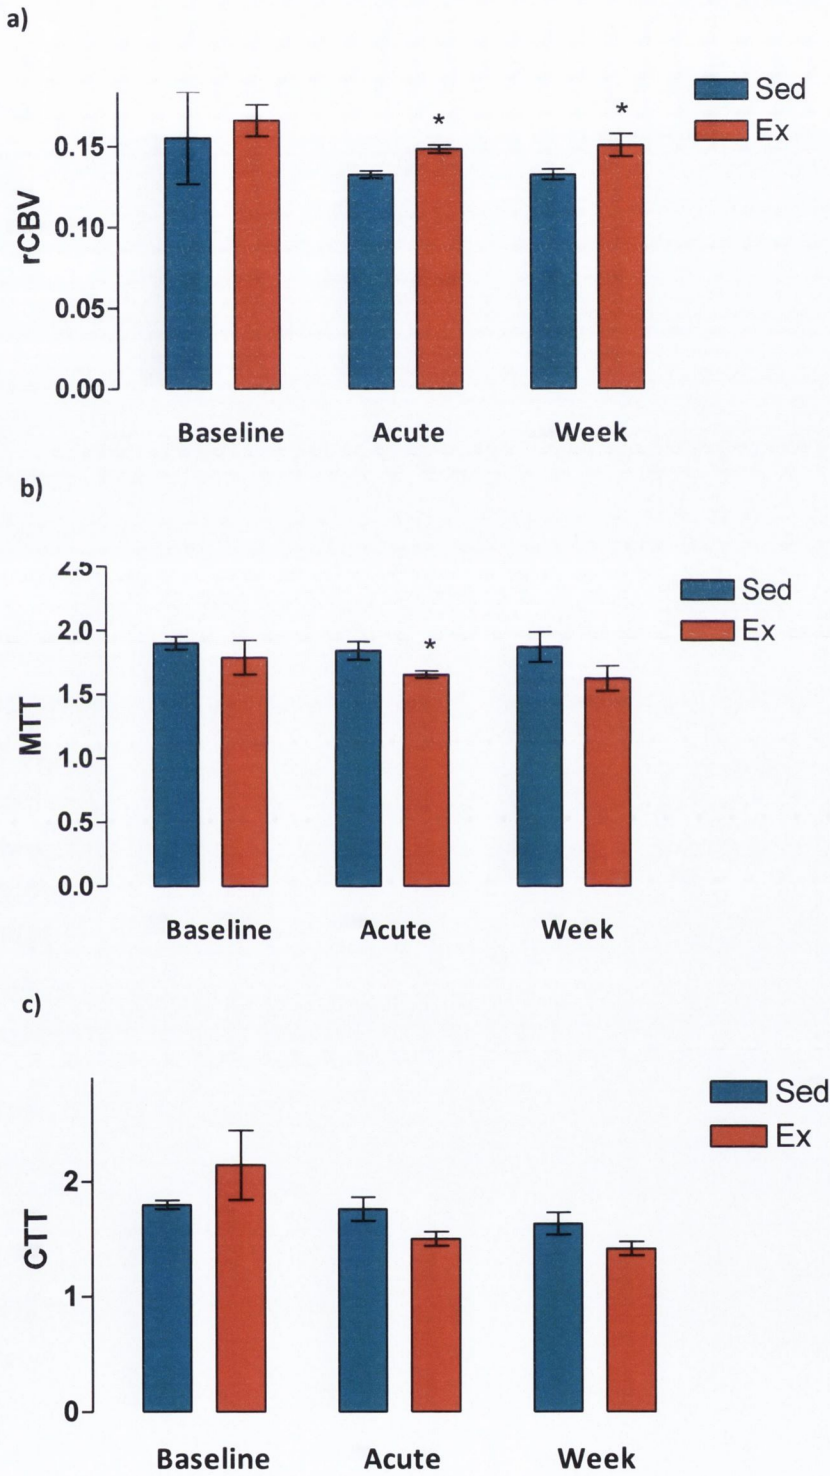 a)
Sed
Ex
*
*
0.15
0.10
0.05
0.00
rCBV
Baseline Acute Week
b)
2.5
2.0
1.5
1.0
0.5
0.0
MTT
Sed
Ex
*
Baseline Acute Week
c)
Sed
Ex
2
1
0
CTT
Baseline Acute Week